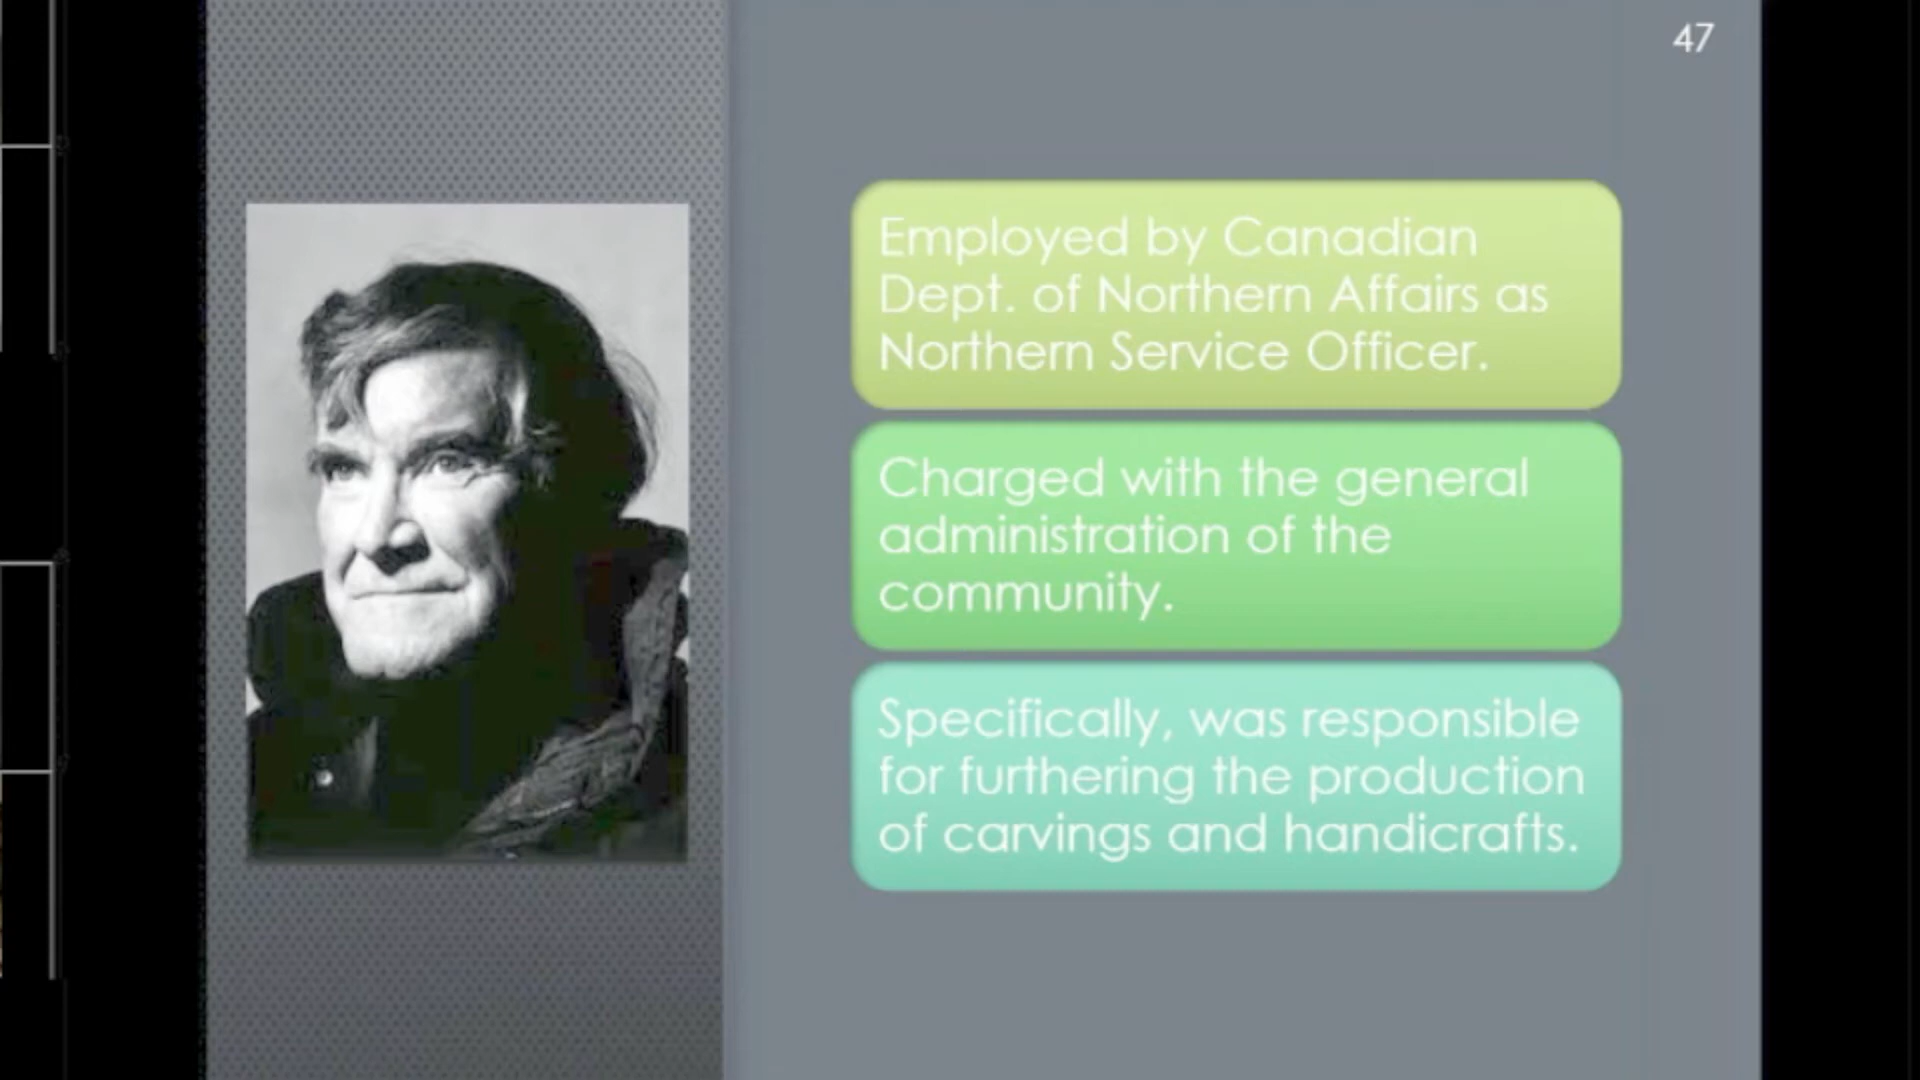 47
Employed by Canadian
Dept. of Northern Affairs as
Northern Service Officer.
Charged with the general
administration of the
community.
Specifically, was responsible
for furthering the production
of carvings and handicrafts.